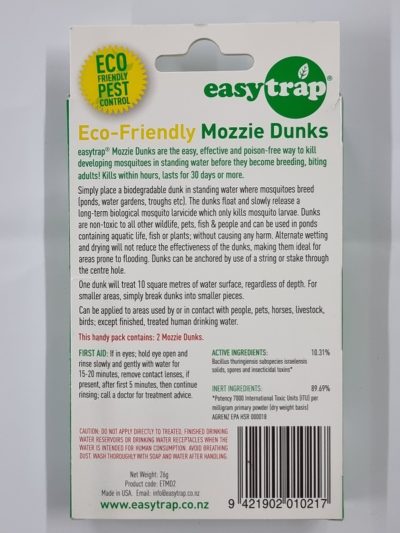 ECO
FRIENDLY
PEST
CONTROL
easytrap®
Eco-Friendly Mozzie Dunks
easytrap® Mozzie Dunks are the easy, effective and poison-free way to kill
developing mosquitoes in standing water before they become breeding, biting
adults! Kills within hours, lasts for 30 days or more.
Simply place a biodegradable dunk in standing water where mosquitoes breed
(ponds, water gardens, troughs etc). The dunks float and slowly release a
long-term biological mosquito larvicide which only kills mosquito larvae. Dunks
are non-toxic to all other wildlife, pets, fish & people and can be used in ponds
containing aquatic life, fish or plants; without causing any harm. Alternate wetting
and drying will not reduce the effectiveness of the dunks, making them ideal for
areas prone to flooding. Dunks can be anchored by use of a string or stake through
the centre hole.
One dunk will treat 10 square metres of water surface, regardless of depth. For
smaller areas, simply break dunks into smaller pieces.
Can be applied to areas used by or in contact with people, pets, horses, livestock,
birds; except finished, treated human drinking water.
This handy pack contains: 2 Mozzie Dunks.
FIRST AID: If in eyes; hold eye open and
rinse slowly and gently with water for
15-20 minutes, remove contact lenses, if
present, after first 5 minutes, then continue
rinsing; call a doctor for treatment advice.
ACTIVE INGREDIENTS: 10.31%
Bacillus thuringiensis subspecies israelensis
solids, spores and insecticidal toxins*
INERT INGREDIENTS: 89.69%
*Potency 7000 International Toxic Units (ITU) per
milligram primary powder (dry weight basis)
AGRENZ EPA HSR 000018
CAUTION: DO NOT APPLY DIRECTLY TO TREATED, FINISHED DRINKING
WATER RESERVOIRS OR DRINKING WATER RECEPTACLES WHEN THE
WATER IS INTENDED FOR HUMAN CONSUMPTION. AVOID BREATHING
DUST. WASH THOROUGHLY WITH SOAP AND WATER AFTER HANDLING.
Net Weight: 26g
Product Code: ETMD2
Made in USA. Email: info@easytrap.co.nz
www.easytrap.co.nz
9 421902 010217